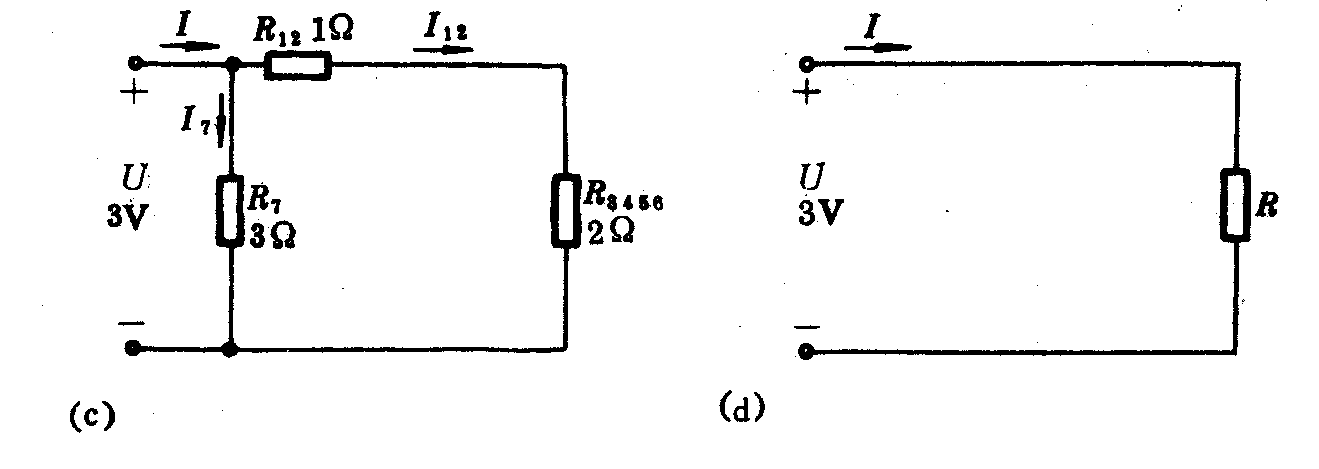 I
R12 1Ω
I12
+
I7
U
3V
R7
3Ω
R3456
2Ω
−
(c)
I
+
U
3V
R
−
(d)